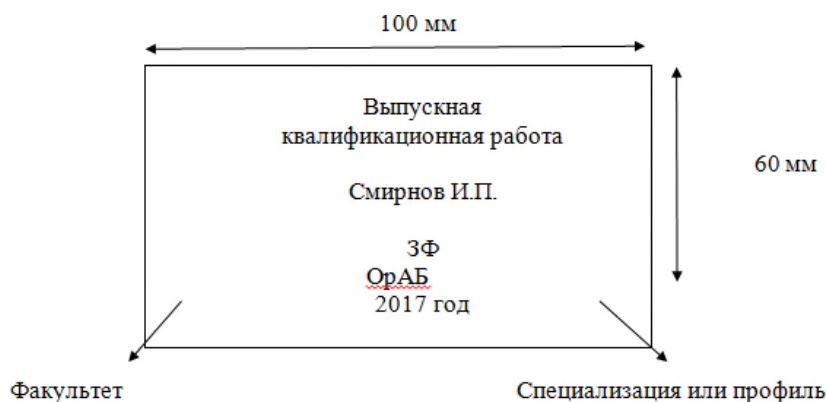 100 мм
Выпускная
квалификационная работа
60 мм
Смирнов И.П.
ЗФ
ОрАБ
2017 год
Факультет
Специализация или профиль